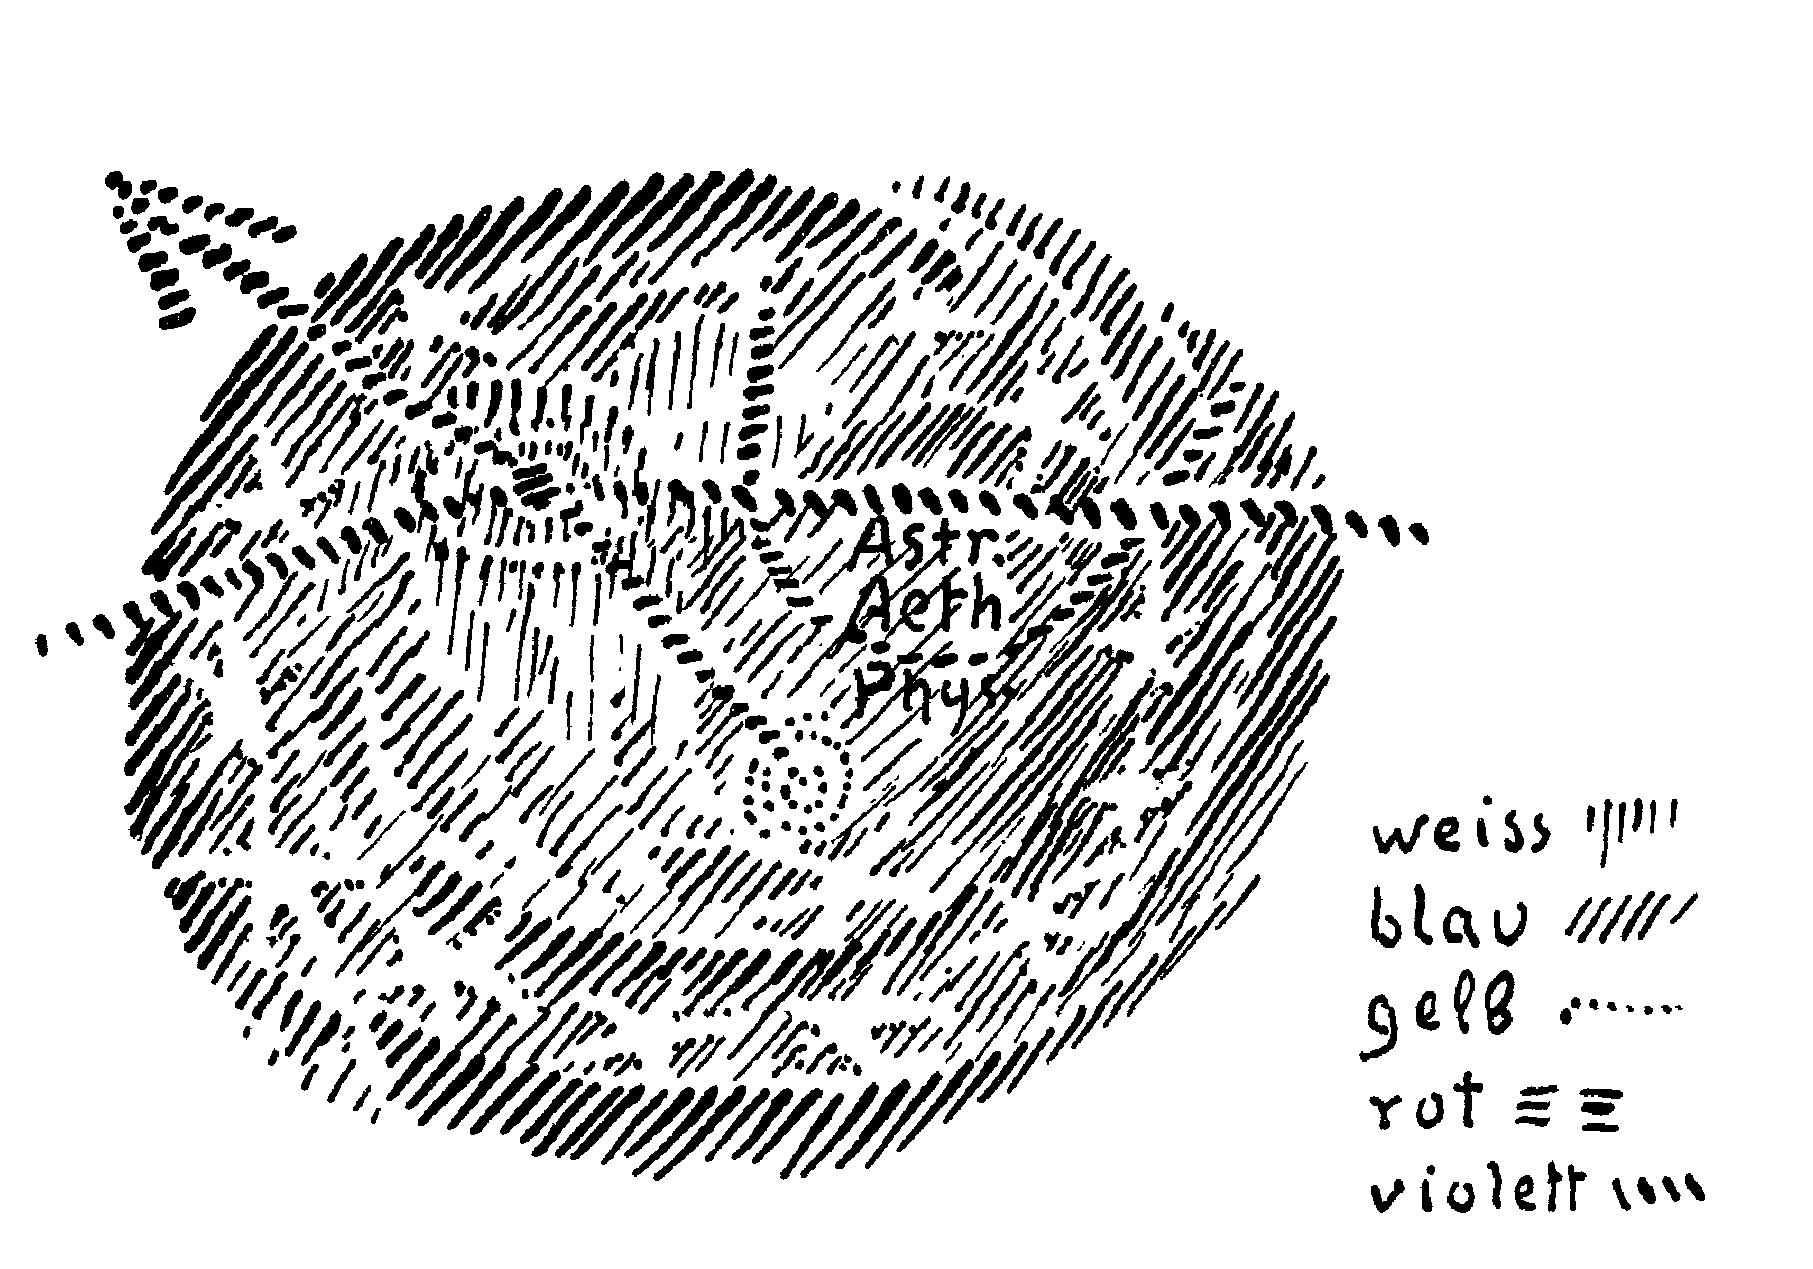 Astr.
Aeth
Phys
weiss
blau
gelb
rot
violett